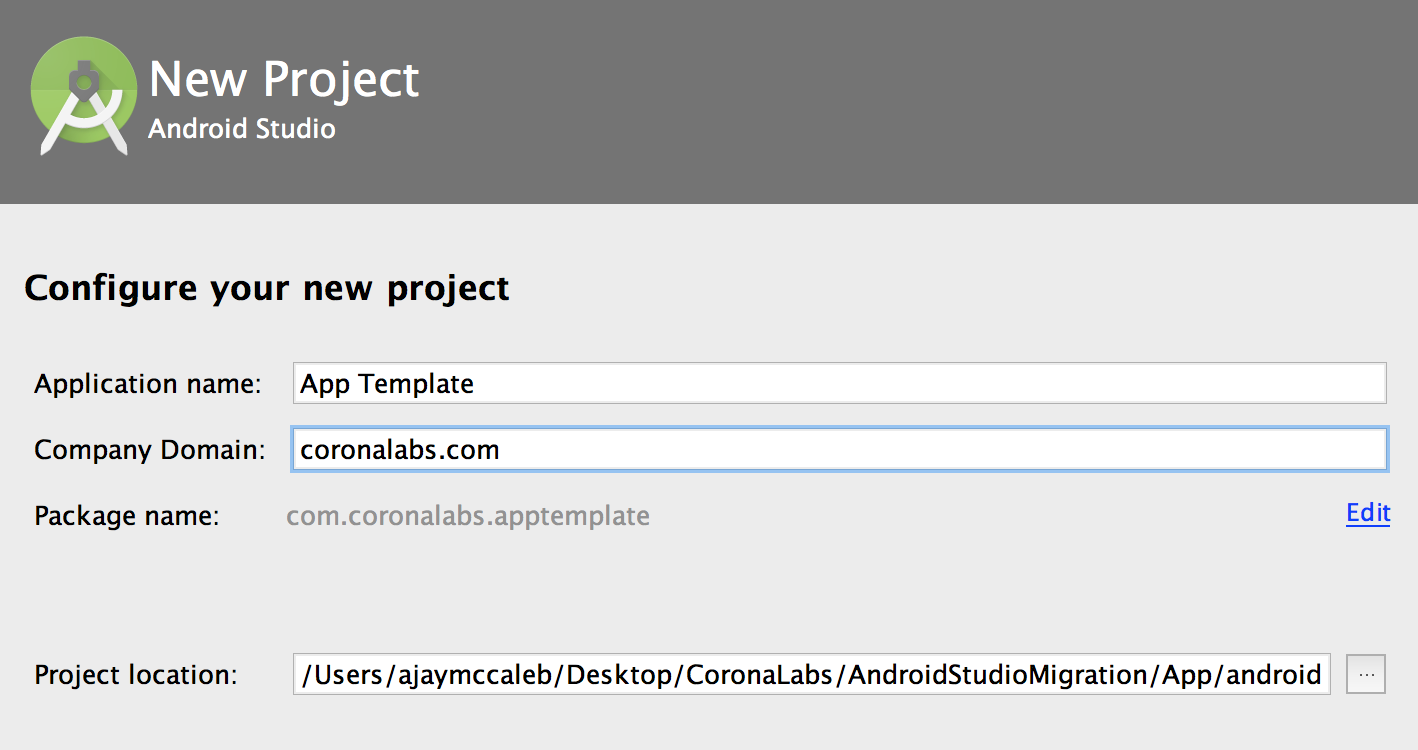 New Project
Android Studio
Configure your new project
Application name: App Template
Company Domain: coronalabs.com
Package name: com.coronalabs.apptemplate Edit
Project location: /Users/ajaymccaleb/Desktop/CoronaLabs/AndroidStudioMigration/App/android ...